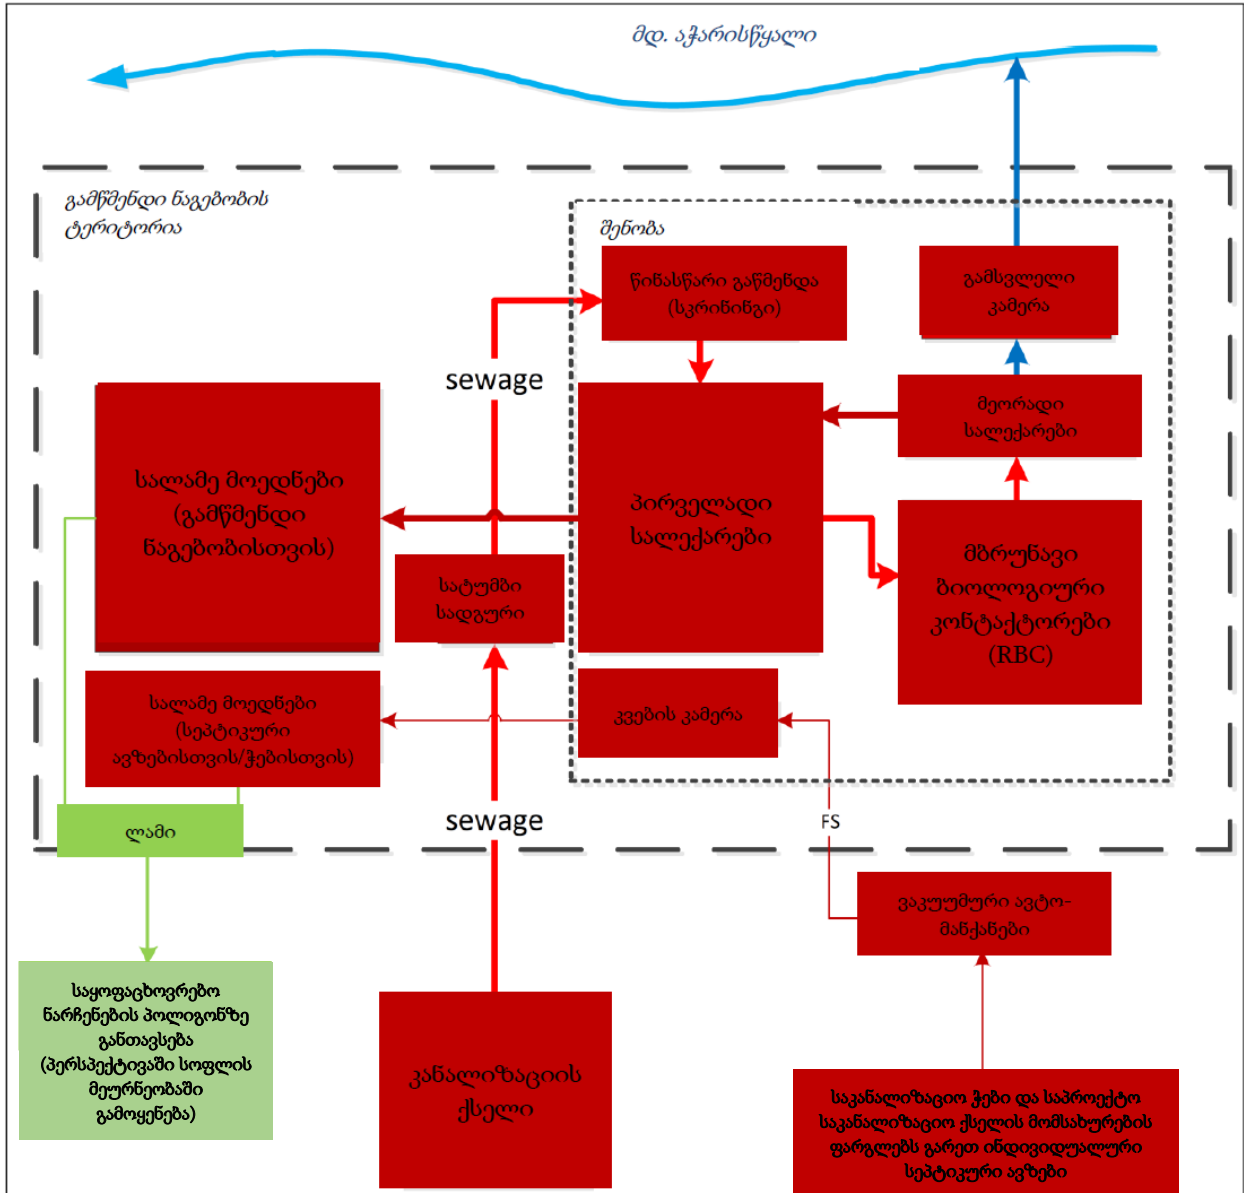 მდ. აჭარისწყალი
გამწმენდი ნაგებობის
ტერიტორია
შენობა
წინასწარი გაწმენდა
(სკრინინგი)
გამსვლელი
კამერა
sewage
მეორადი
სალექარები
სალამე მოედნები
(გამწმენდი
ნაგებობისთვის)
პირველადი
სალექარები
მბრუნავი
ბიოლოგიური
კონტაქტორები
(RBC)
სატუმბი
სადგური
სალამე მოედნები
(სეპტიკური
ავზებისთვის/ჭებისთვის)
კვების კამერა
ლამი
sewage
FS
ვაკუუმური ავტო-
მანქანები
საყოფაცხოვრებო
ნარჩენების პოლიგონზე
განთავსება
(პერსპექტივაში სოფლის
მეურნეობაში
გამოყენება)
კანალიზაციის
ქსელი
საკანალიზაციო ჭები და საპროექტო
საკანალიზაციო ქსელის მომსახურების
ფარგლებს გარეთ ინდივიდუალური
სეპტიკური ავზები